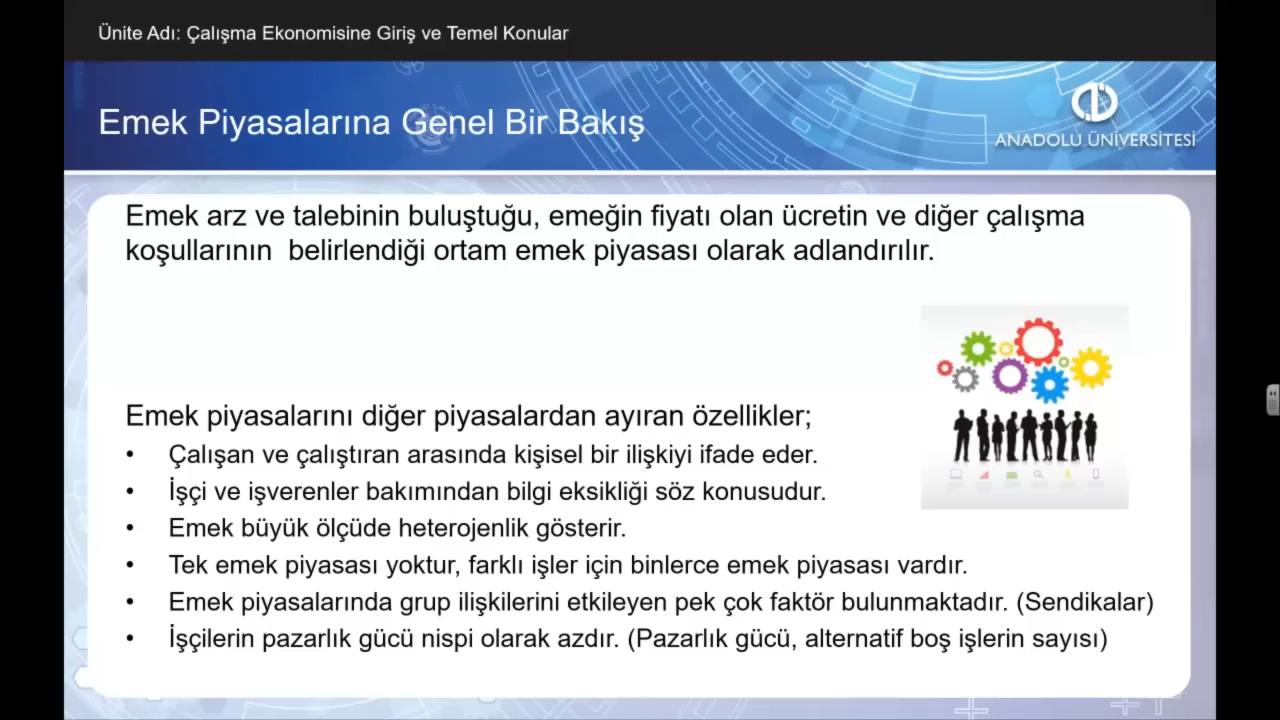 Ünite Adı: Çalışma Ekonomisine Giriş ve Temel Konular
Emek Piyasalarına Genel Bir Bakış
ANADOLU ÜNİVERSİTESİ
Emek arz ve talebinin buluştuğu, emeğin fiyatı olan ücretin ve diğer çalışma
koşullarının  belirlendiği ortam emek piyasası olarak adlandırılır.
Emek piyasalarını diğer piyasalardan ayıran özellikler;
• Çalışan ve çalıştıran arasında kişisel bir ilişkiyi ifade eder.
• İşçi ve işverenler bakımından bilgi eksikliği söz konusudur.
• Emek büyük ölçüde heterojenlik gösterir.
• Tek emek piyasası yoktur, farklı işler için binlerce emek piyasası vardır.
• Emek piyasalarında grup ilişkilerini etkileyen pek çok faktör bulunmaktadır. (Sendikalar)
• İşçilerin pazarlık gücü nispi olarak azdır. (Pazarlık gücü, alternatif boş işlerin sayısı)